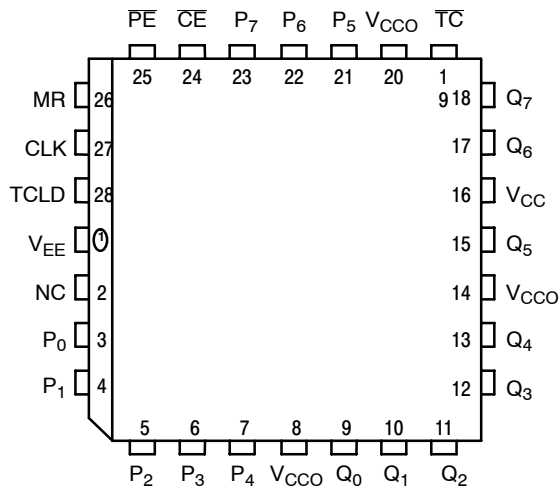 PE CE P7 P6 P5 VCCO TC
25 24 23 22 21 20 1
9
MR 26 18 Q7
CLK 27 17 Q6
TCLD 28 16 VCC
VEE 1 15 Q5
NC 2 14 VCCO
P0 3 13 Q4
P1 4 12 Q3
5 6 7 8 9 10 11
P2 P3 P4 VCCO Q0 Q1 Q2